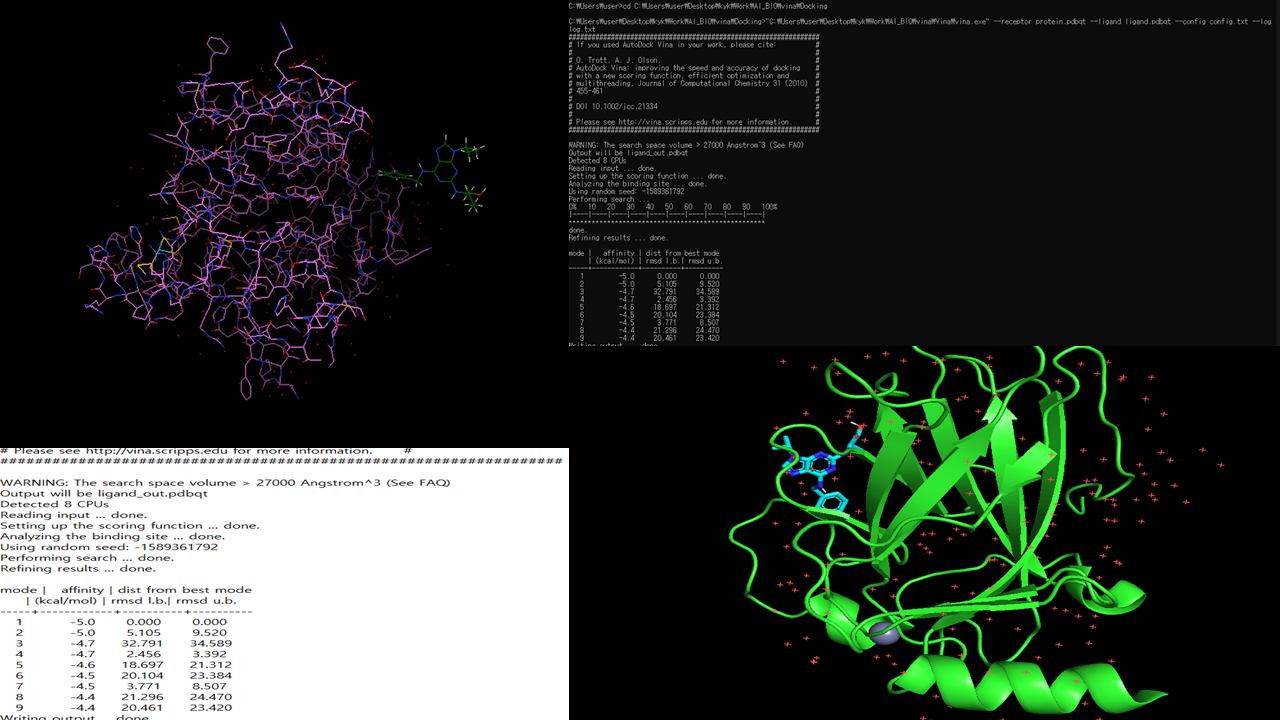 C:₩Users₩user>cd C:₩Users₩user₩Desktop₩kyk₩Work₩AI_BIO₩vina₩Docking
C:₩Users₩user₩Desktop₩kyk₩Work₩AI_BIO₩vina₩Docking>"C:₩Users₩user₩Desktop₩kyk₩Work₩AI_BIO₩vina₩Vina₩vina.exe" --receptor protein.pdbqt --ligand ligand.pdbqt --config config.txt --log
log.txt
#################################################################
# If you used AutoDock Vina in your work, please cite: #
# #
# O. Trott, A. J. Olson, #
# AutoDock Vina: improving the speed and accuracy of docking #
# with a new scoring function, efficient optimization and #
# multithreading, Journal of Computational Chemistry 31 (2010) #
# 455-461 #
# #
# DOI 10.1002/jcc.21334 #
# #
# Please see http://vina.scripps.edu for more information. #
#################################################################
WARNING: The search space volume > 27000 Angstrom^3 (See FAQ)
Output will be ligand_out.pdbqt
Detected 8 CPUs
Reading input ... done.
Setting up the scoring function ... done.
Analyzing the binding site ... done.
Using random seed: -1589361792
Performing search ...
0% 10 20 30 40 50 60 70 80 90 100%
|----|----|----|----|----|----|----|----|----|----|
***************************************************
done.
Refining results ... done.
mode | affinity | dist from best mode
| (kcal/mol) | rmsd l.b.| rmsd u.b.
-----+------------+----------+----------
1 -5.0 0.000 0.000
2 -5.0 5.105 9.520
3 -4.7 32.791 34.589
4 -4.7 2.456 3.392
5 -4.6 18.697 21.312
6 -4.5 20.104 23.384
7 -4.5 3.771 8.507
8 -4.4 21.296 24.470
9 -4.4 20.461 23.420
Writing output ... done.
# Please see http://vina.scripps.edu for more information. #
#################################################################
WARNING: The search space volume > 27000 Angstrom^3 (See FAQ)
Output will be ligand_out.pdbqt
Detected 8 CPUs
Reading input ... done.
Setting up the scoring function ... done.
Analyzing the binding site ... done.
Using random seed: -1589361792
Performing search ... done.
Refining results ... done.
mode | affinity | dist from best mode
| (kcal/mol) | rmsd l.b.| rmsd u.b.
-----+------------+----------+----------
1 -5.0 0.000 0.000
2 -5.0 5.105 9.520
3 -4.7 32.791 34.589
4 -4.7 2.456 3.392
5 -4.6 18.697 21.312
6 -4.5 20.104 23.384
7 -4.5 3.771 8.507
8 -4.4 21.296 24.470
9 -4.4 20.461 23.420
Writing output ... done.